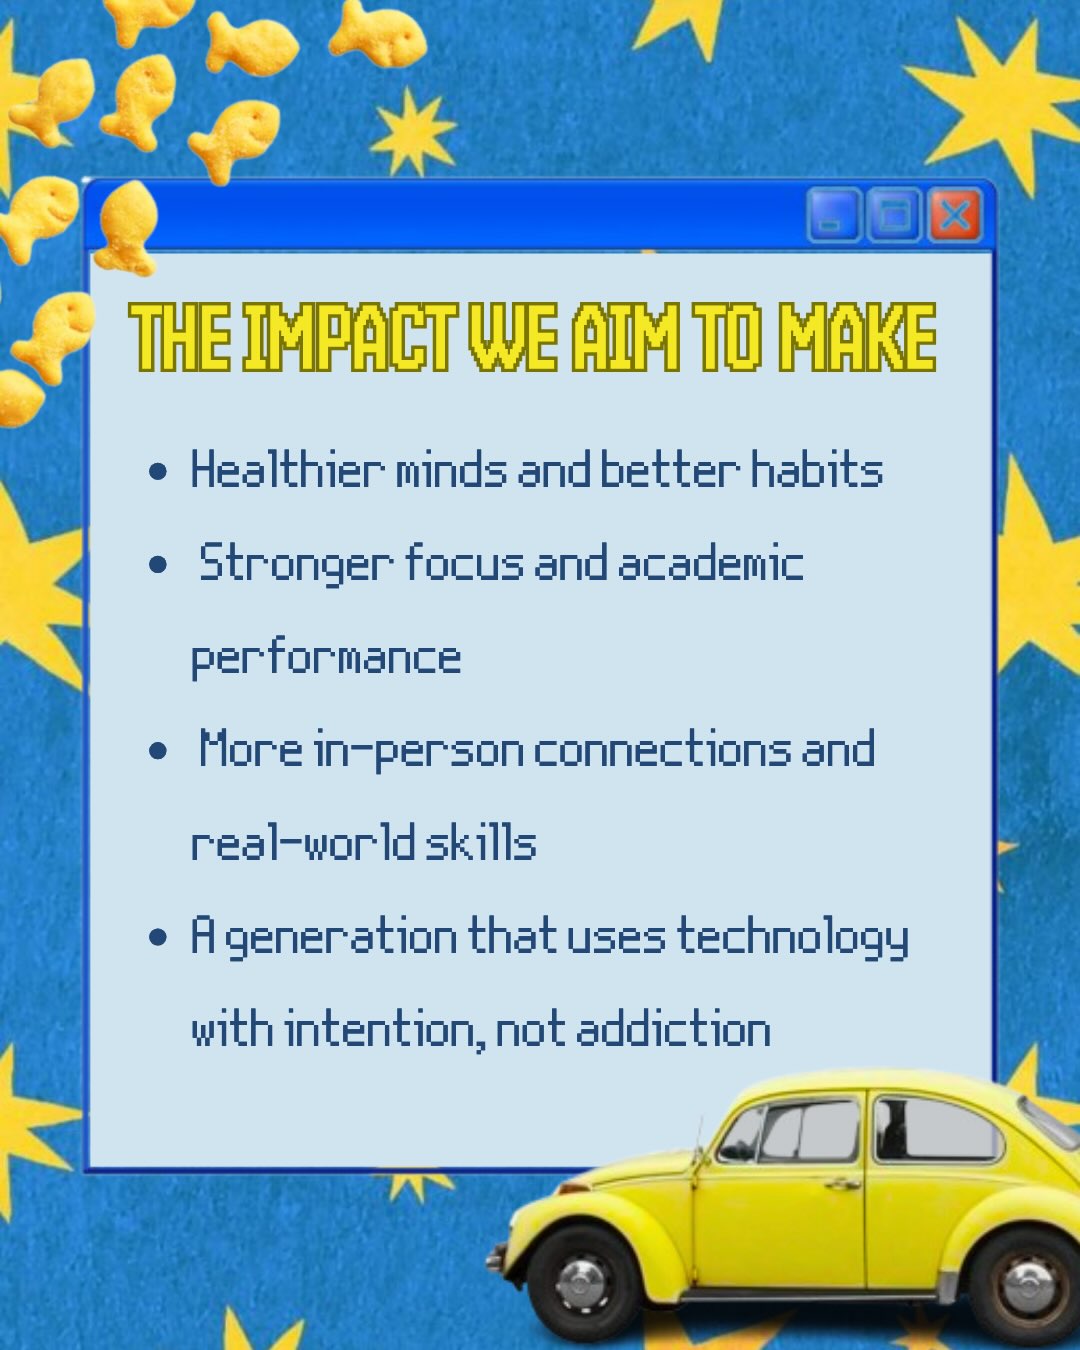 THE IMPACT WE AIM TO MAKE
• Healthier minds and better habits
• Stronger focus and academic
performance
• More in-person connections and
real-world skills
• A generation that uses technology
with intention, not addiction